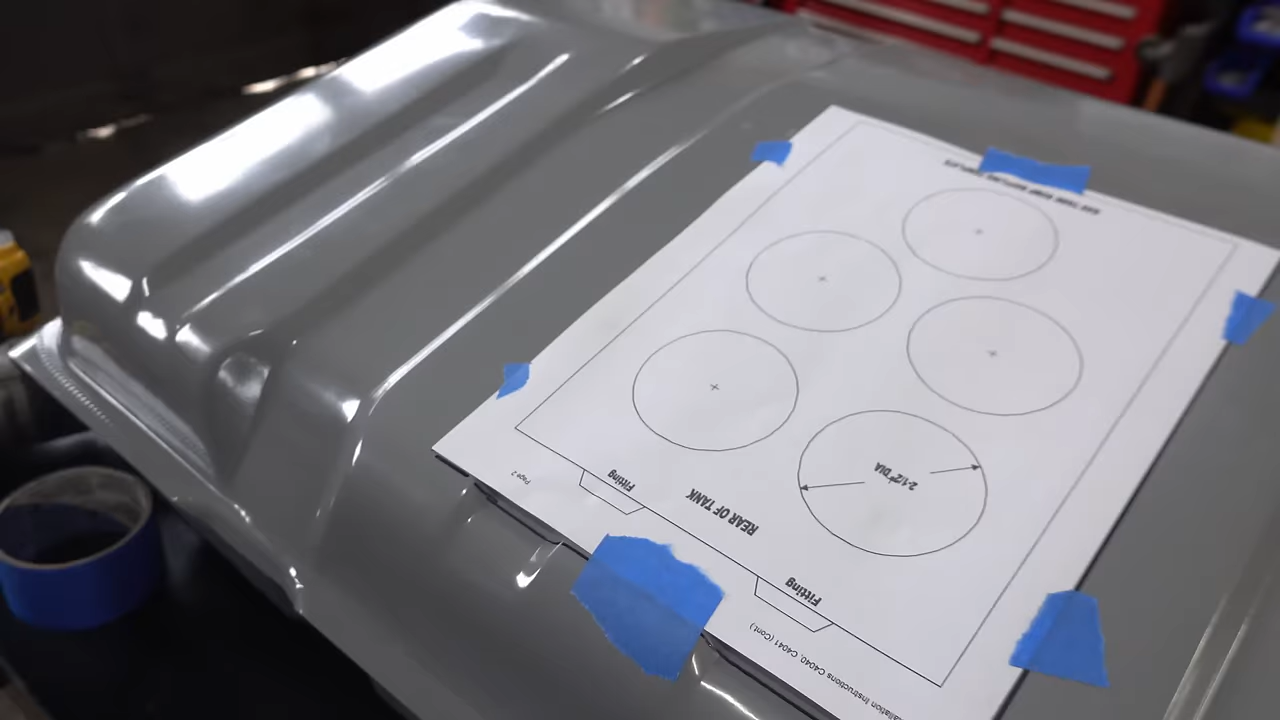 Installation Instructions C4040, C4041 (Cont.)
Fitting
Fitting
REAR OF TANK
Page 2
2-1/2" DIA